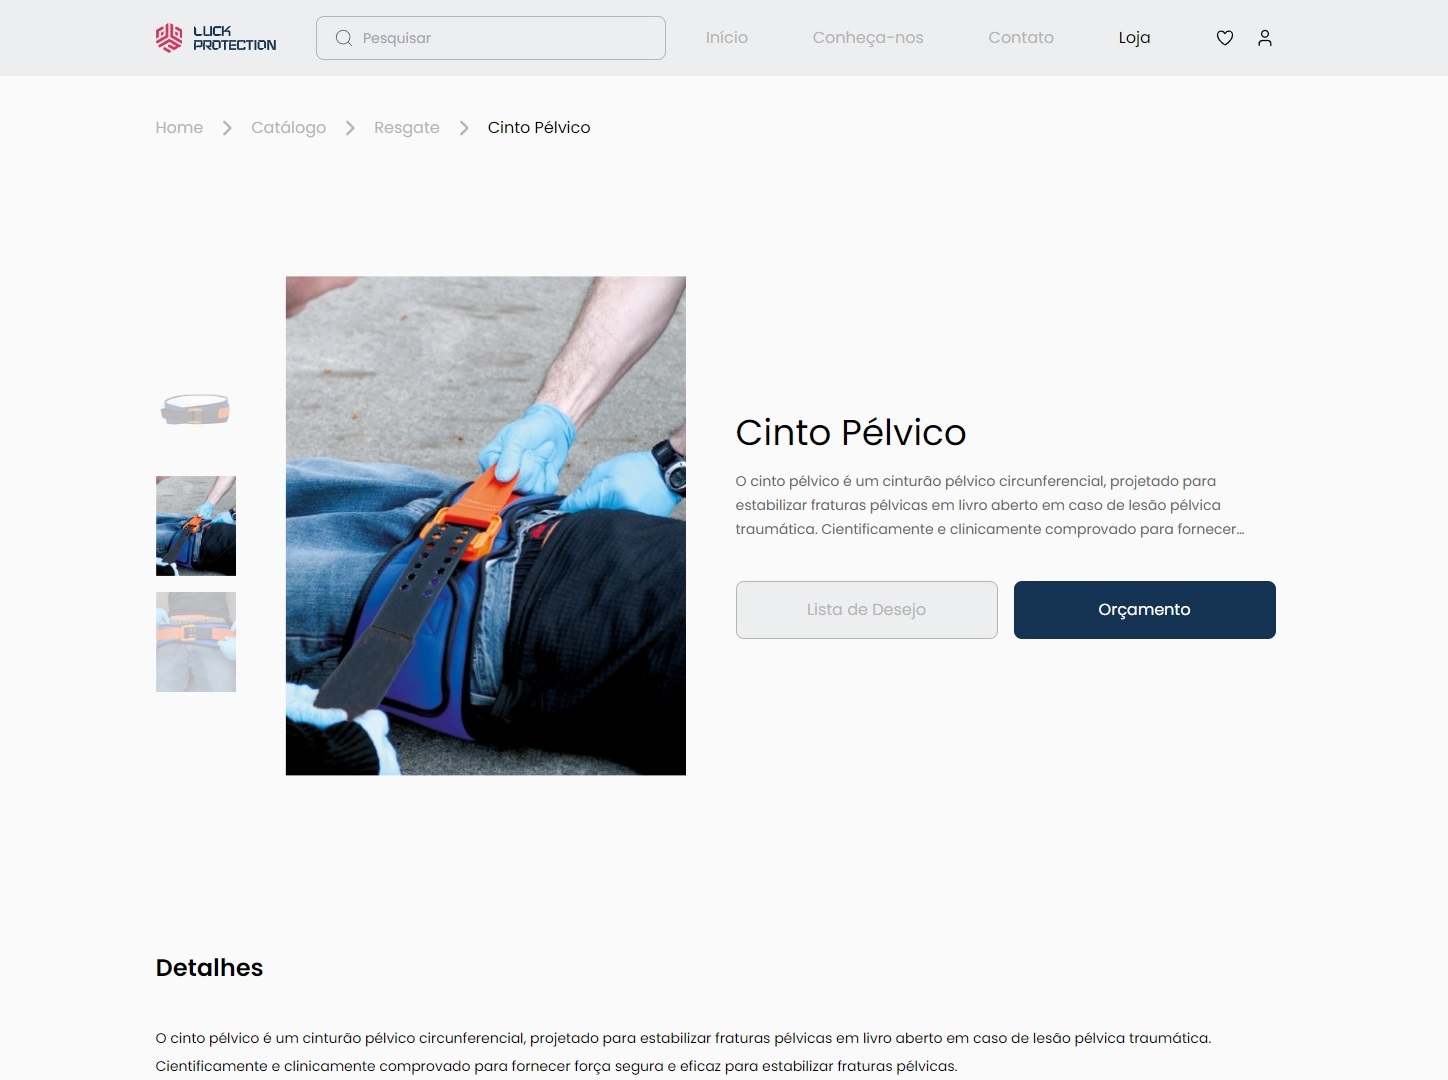 LUCK
PROTECTION
Pesquisar
Início
Conheça-nos
Contato
Loja
Home
Catálogo
Resgate
Cinto Pélvico
Cinto Pélvico
O cinto pélvico é um cinturão pélvico circunferencial, projetado para
estabilizar fraturas pélvicas em livro aberto em caso de lesão pélvica
traumática. Cientificamente e clinicamente comprovado para fornecer…
Lista de Desejo
Orçamento
Detalhes
O cinto pélvico é um cinturão pélvico circunferencial, projetado para estabilizar fraturas pélvicas em livro aberto em caso de lesão pélvica traumática.
Cientificamente e clinicamente comprovado para fornecer força segura e eficaz para estabilizar fraturas pélvicas.